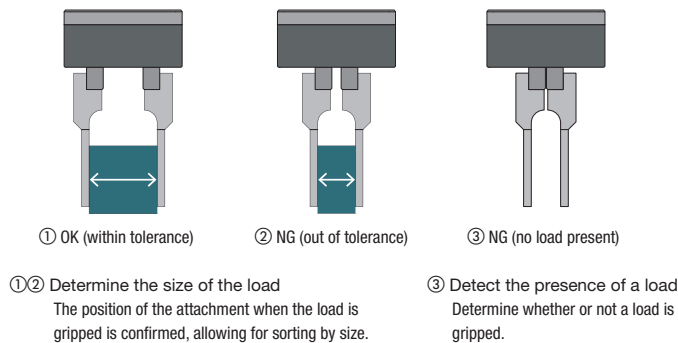 ① OK (within tolerance)
② NG (out of tolerance)
③ NG (no load present)
①② Determine the size of the load
The position of the attachment when the load is
gripped is confirmed, allowing for sorting by size.
③ Detect the presence of a load
Determine whether or not a load is
gripped.